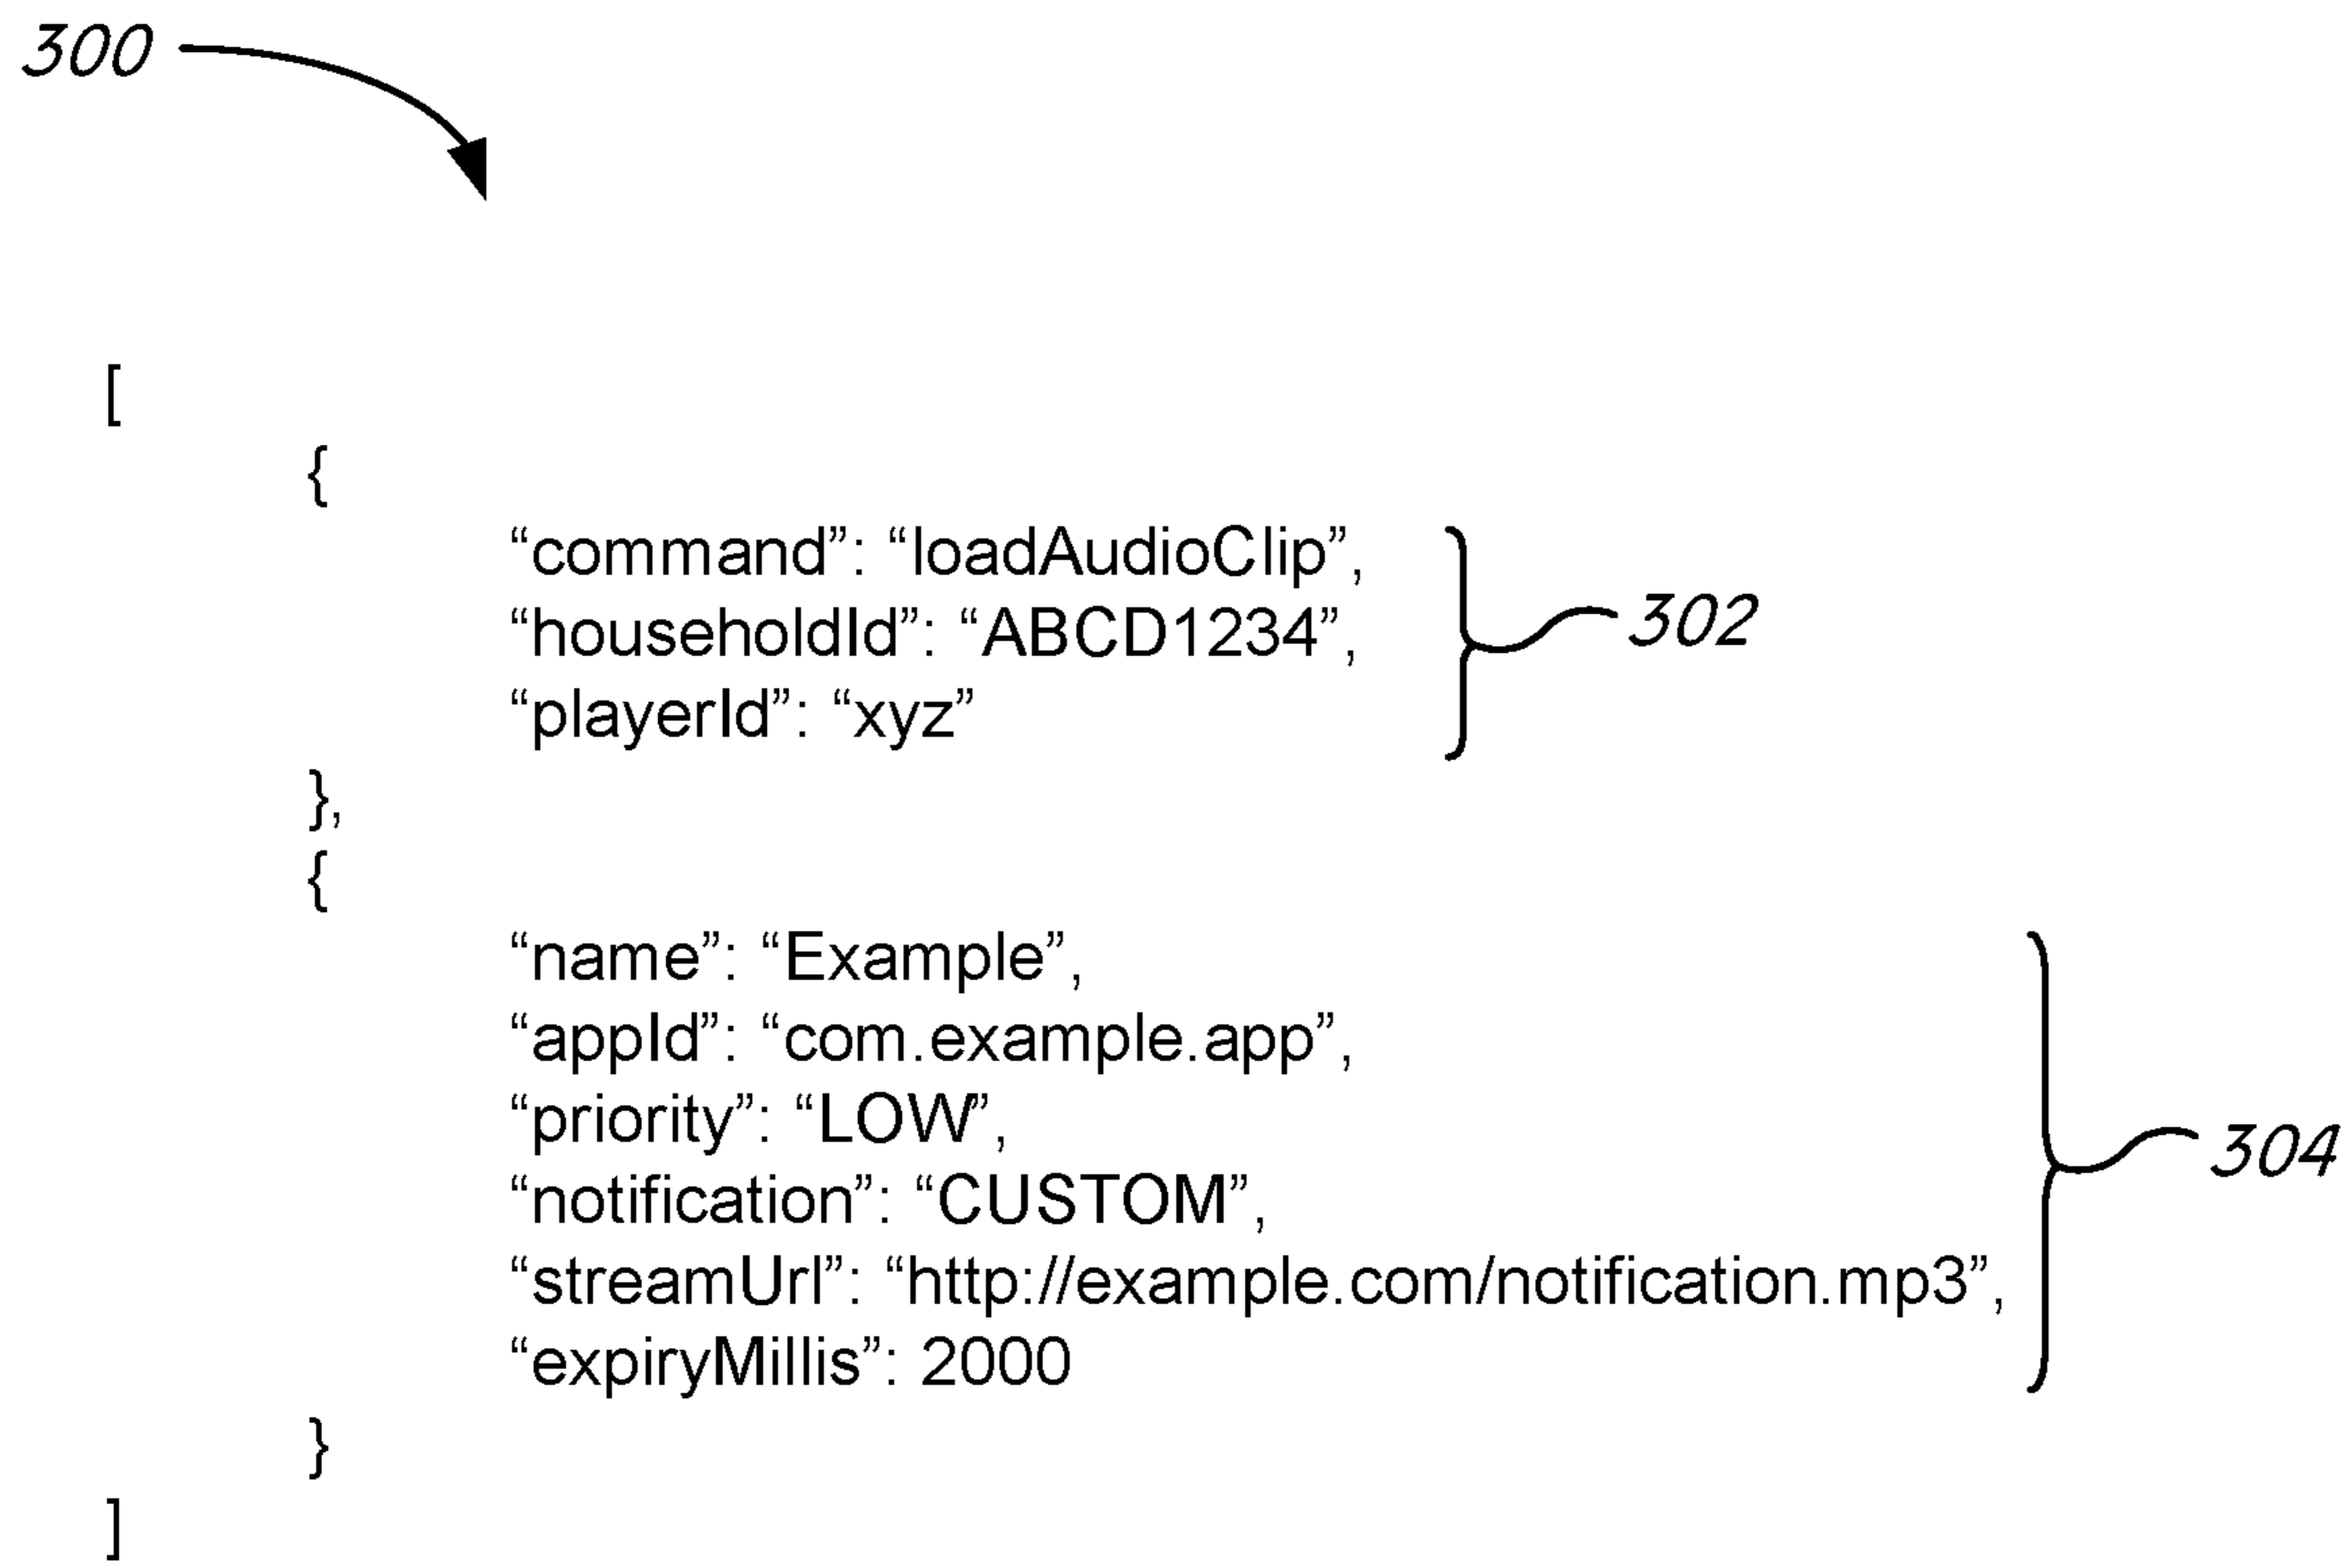 300
[
{
“command”: “loadAudioClip”,
“householdId”: “ABCD1234”,
302
“playerId”: “xyz”
},
{
“name”: “Example”,
“appId”: “com.example.app”,
“priority”: “LOW”,
304
“notification”: “CUSTOM”,
“streamUrl”: “http://example.com/notification.mp3”,
“expiryMillis”: 2000
}
]